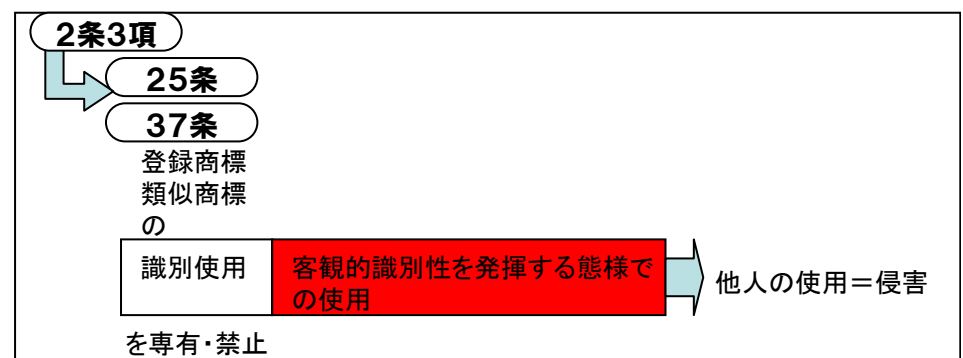 2条3項
25条
37条
登録商標
類似商標
の
識別使用
客観的識別性を発揮する態様で
の使用
他人の使用＝侵害
を専有・禁止